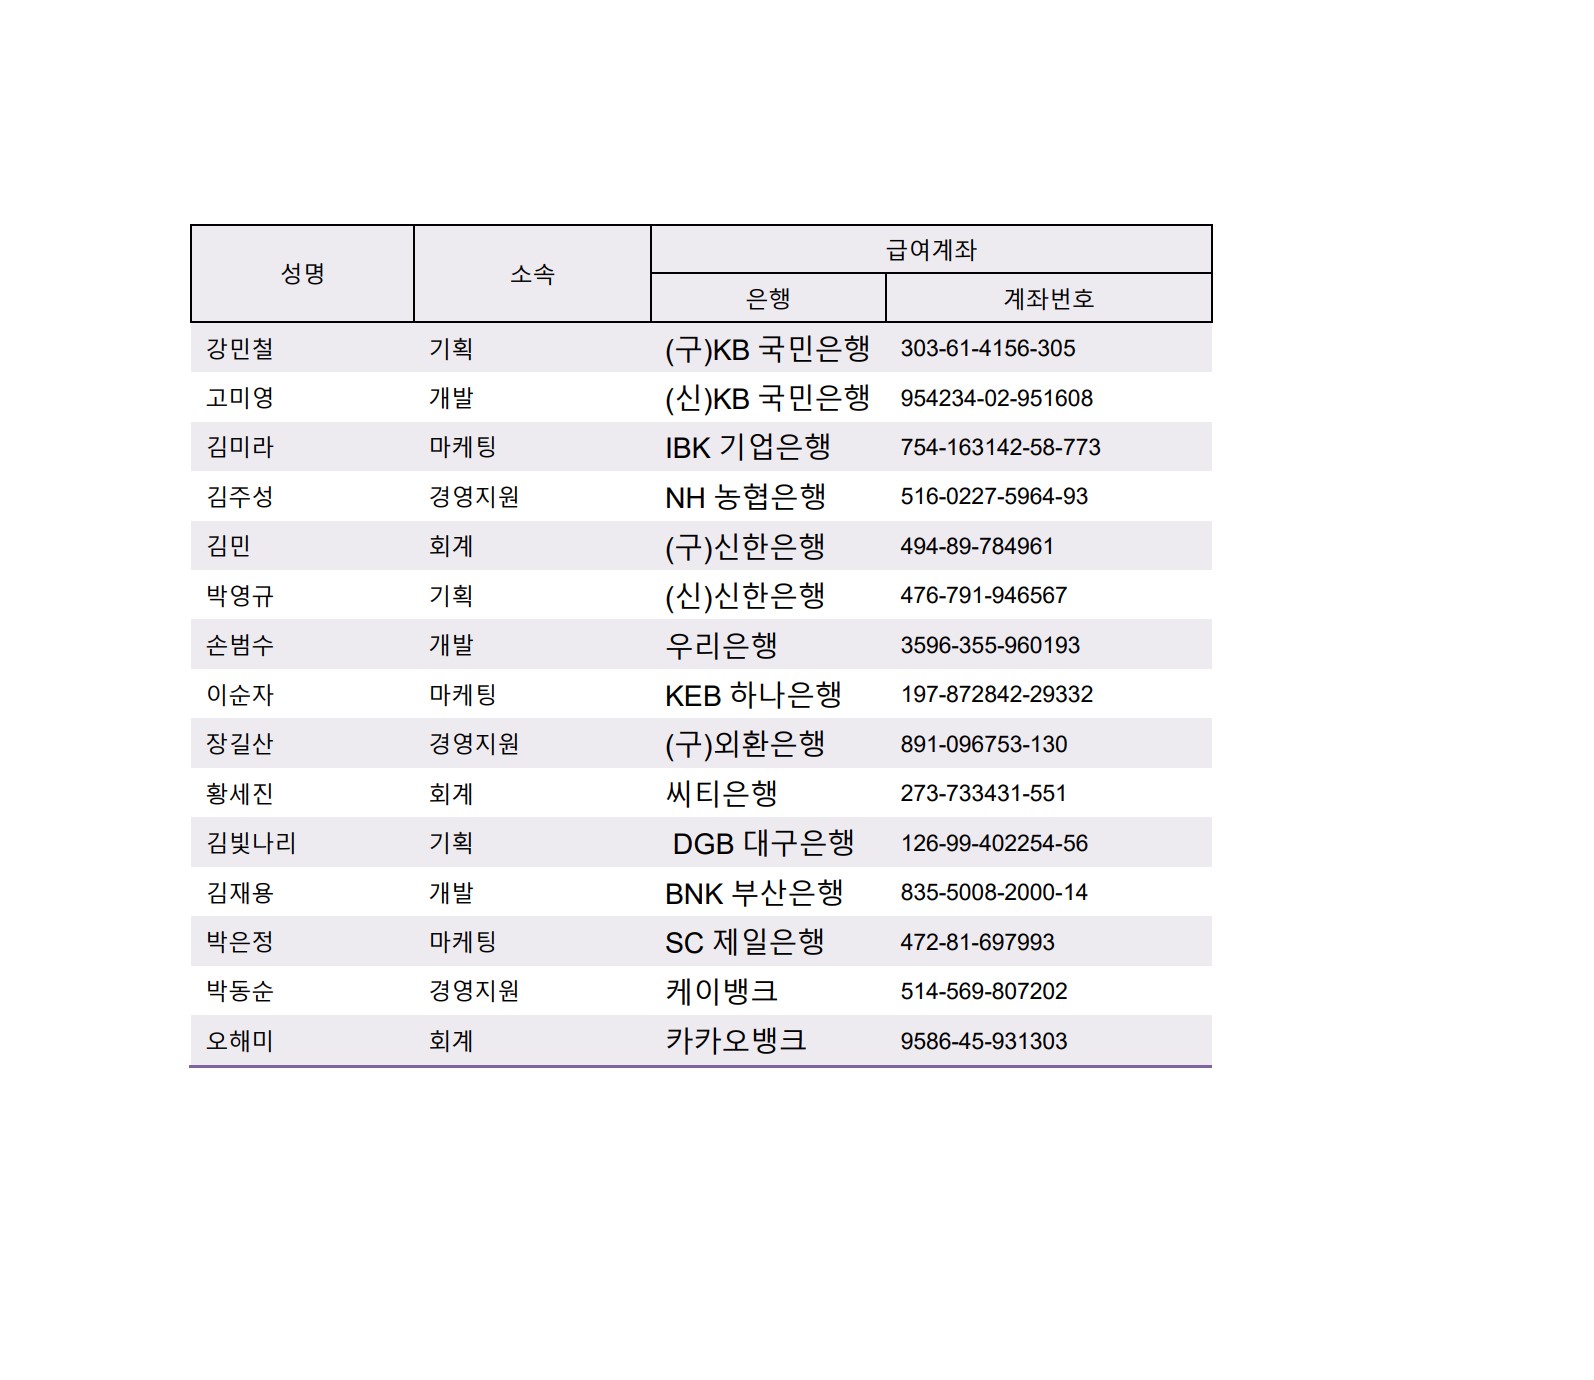 성명 소속 급여계좌
은행 계좌번호
강민철 기획 (구)KB 국민은행 303-61-4156-305
고미영 개발 (신)KB 국민은행 954234-02-951608
김미라 마케팅 IBK 기업은행 754-163142-58-773
김주성 경영지원 NH 농협은행 516-0227-5964-93
김민 회계 (구)신한은행 494-89-784961
박영규 기획 (신)신한은행 476-791-946567
손범수 개발 우리은행 3596-355-960193
이순자 마케팅 KEB 하나은행 197-872842-29332
장길산 경영지원 (구)외환은행 891-096753-130
황세진 회계 씨티은행 273-733431-551
김빛나리 기획 DGB 대구은행 126-99-402254-56
김재용 개발 BNK 부산은행 835-5008-2000-14
박은정 마케팅 SC 제일은행 472-81-697993
박동순 경영지원 케이뱅크 514-569-807202
오해미 회계 카카오뱅크 9586-45-931303